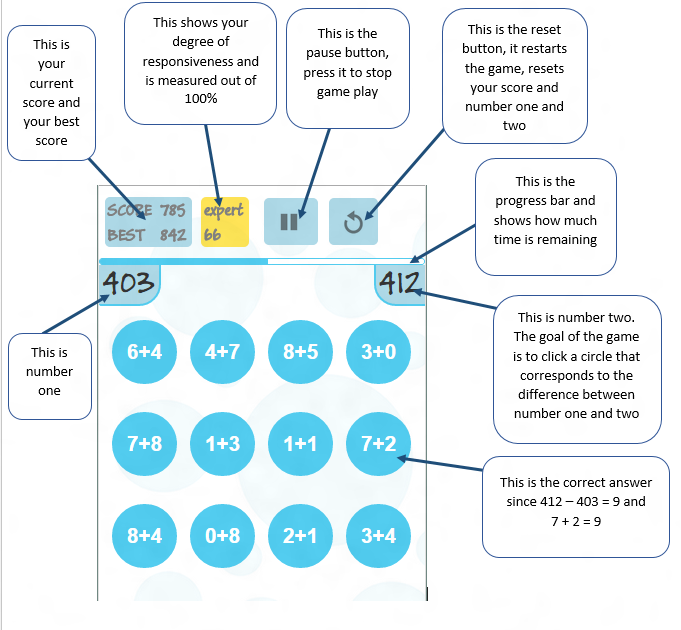 This is
your
current
score and
your best
score
This shows your
degree of
responsiveness and
is measured out of
100%
This is the
pause button,
press it to stop
game play
This is the reset
button, it restarts
the game, resets
your score and
number one and
two
This is the
progress bar and
shows how much
time is remaining
SCORE 785
BEST 842
expert
66
403
412
This is
number
one
This is number two.
The goal of the game
is to click a circle that
corresponds to the
difference between
number one and two
6+4 4+7 8+5 3+0
7+8 1+3 1+1 7+2
This is the correct answer
since 412 – 403 = 9 and
7 + 2 = 9
8+4 0+8 2+1 3+4